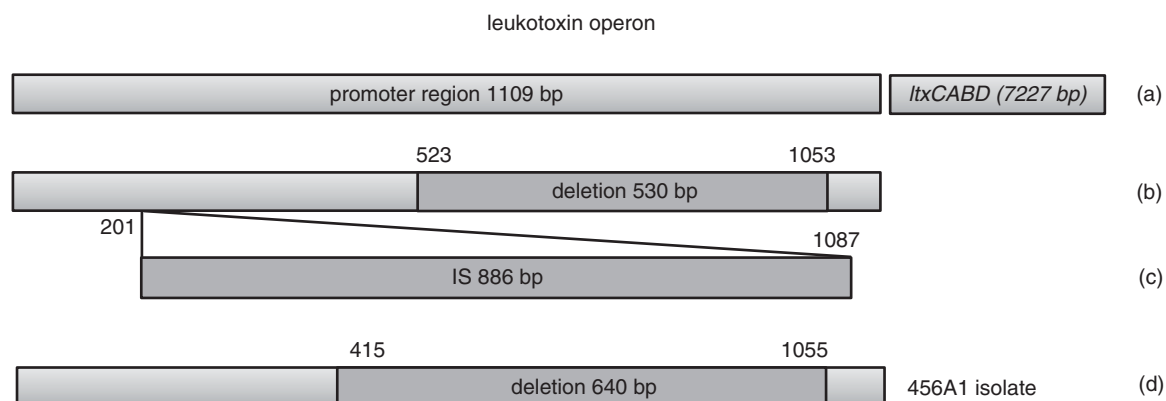 leukotoxin operon
promoter region 1109 bp ltxCABD (7227 bp) (a)
523 1053
deletion 530 bp (b)
201 1087
IS 886 bp (c)
415 1055
deletion 640 bp 456A1 isolate (d)